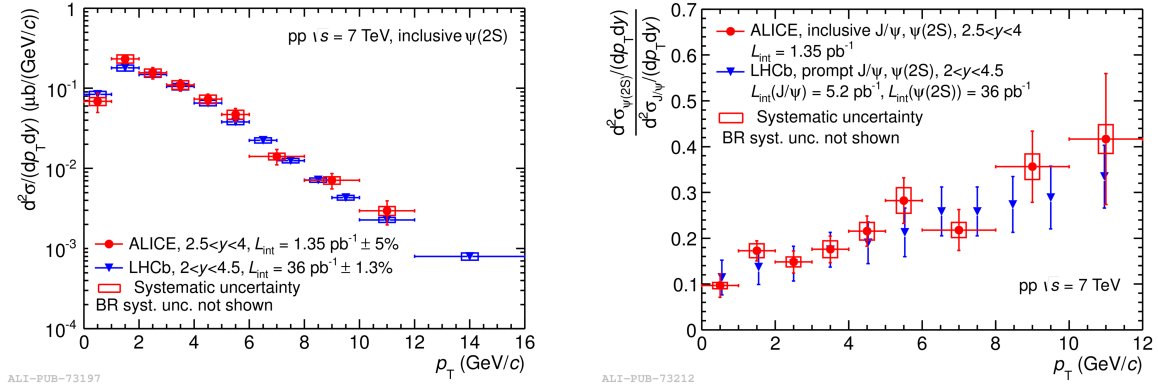 d²σ/(dp_T dy) (μb/(GeV/c))
1
10⁻¹
10⁻²
10⁻³
10⁻⁴
pp √s = 7 TeV, inclusive ψ(2S)
ALICE, 2.5<y<4, L_int = 1.35 pb⁻¹ ± 5%
LHCb, 2<y<4.5, L_int = 36 pb⁻¹ ± 1.3%
Systematic uncertainty
BR syst. unc. not shown
0 2 4 6 8 10 12 14 16
p_T (GeV/c)
ALI-PUB-73197
d²σ_ψ(2S)/(dp_T dy)
d²σ_J/ψ/(dp_T dy)
0.7
0.6
0.5
0.4
0.3
0.2
0.1
0
ALICE, inclusive J/ψ, ψ(2S), 2.5<y<4
L_int = 1.35 pb⁻¹
LHCb, prompt J/ψ, ψ(2S), 2<y<4.5
L_int(J/ψ) = 5.2 pb⁻¹, L_int(ψ(2S)) = 36 pb⁻¹
Systematic uncertainty
BR syst. unc. not shown
pp √s = 7 TeV
0 2 4 6 8 10 12
p_T (GeV/c)
ALI-PUB-73212